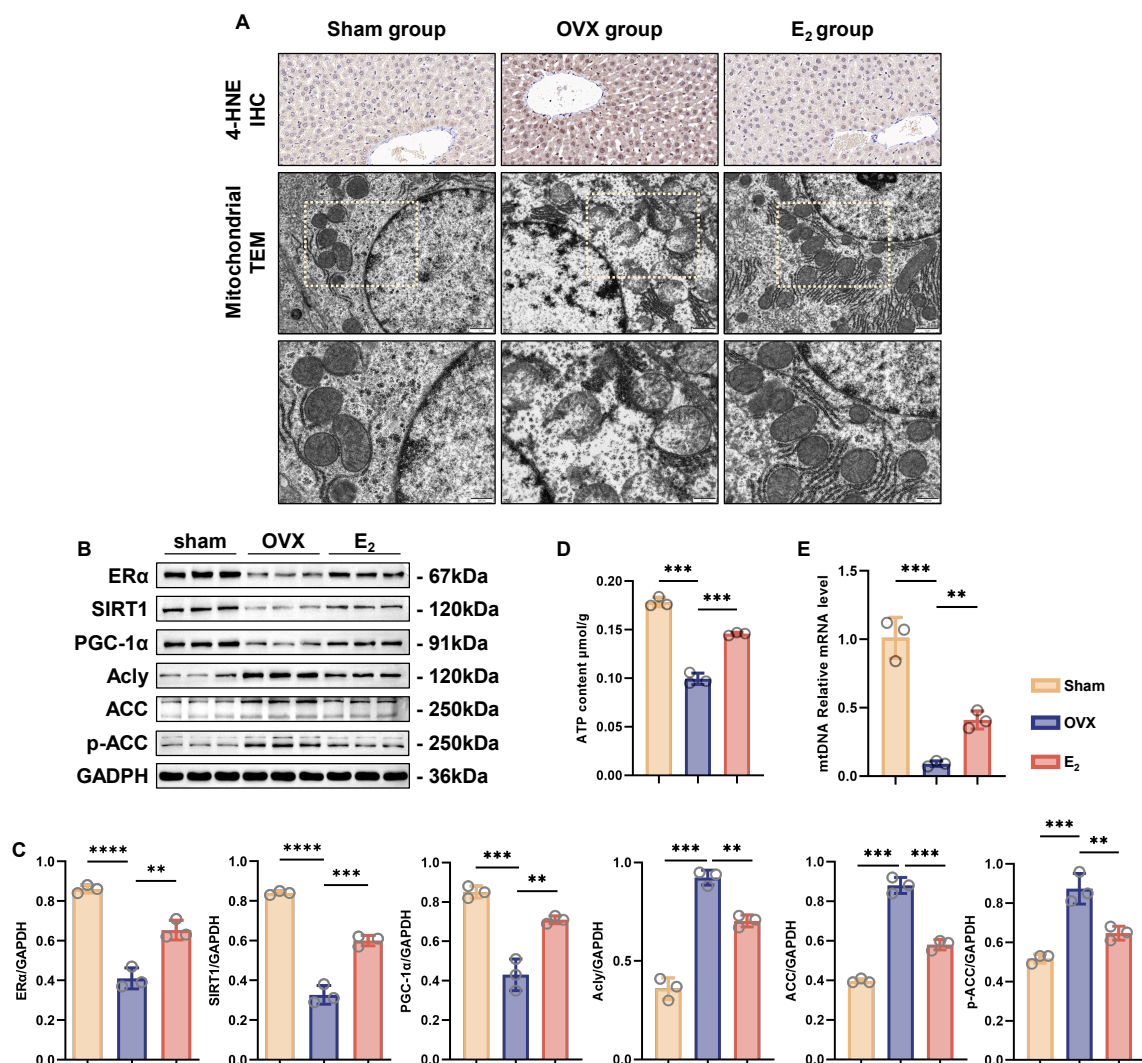 A
Sham group
OVX group
E₂ group
4-HNE
IHC
Mitochondrial
TEM
B
sham
OVX
E₂
ERα
- 67kDa
SIRT1
- 120kDa
PGC-1α
- 91kDa
Acly
- 120kDa
ACC
- 250kDa
p-ACC
- 250kDa
GADPH
- 36kDa
D
ATP content μmol/g
0.20
0.15
0.10
0.05
0.00
***
***
E
mtDNA Relative mRNA level
1.5
1.0
0.5
0.0
***
**
Sham
OVX
E₂
C
ERα/GAPDH
1.0
0.8
0.6
0.4
0.2
0.0
****
**
SIRT1/GAPDH
1.0
0.8
0.6
0.4
0.2
0.0
****
***
PGC-1α/GAPDH
1.0
0.8
0.6
0.4
0.2
0.0
***
**
Acly/GAPDH
1.0
0.5
0.0
***
**
ACC/GAPDH
1.0
0.8
0.6
0.4
0.2
0.0
***
***
p-ACC/GAPDH
1.0
0.8
0.6
0.4
0.2
0.0
***
**